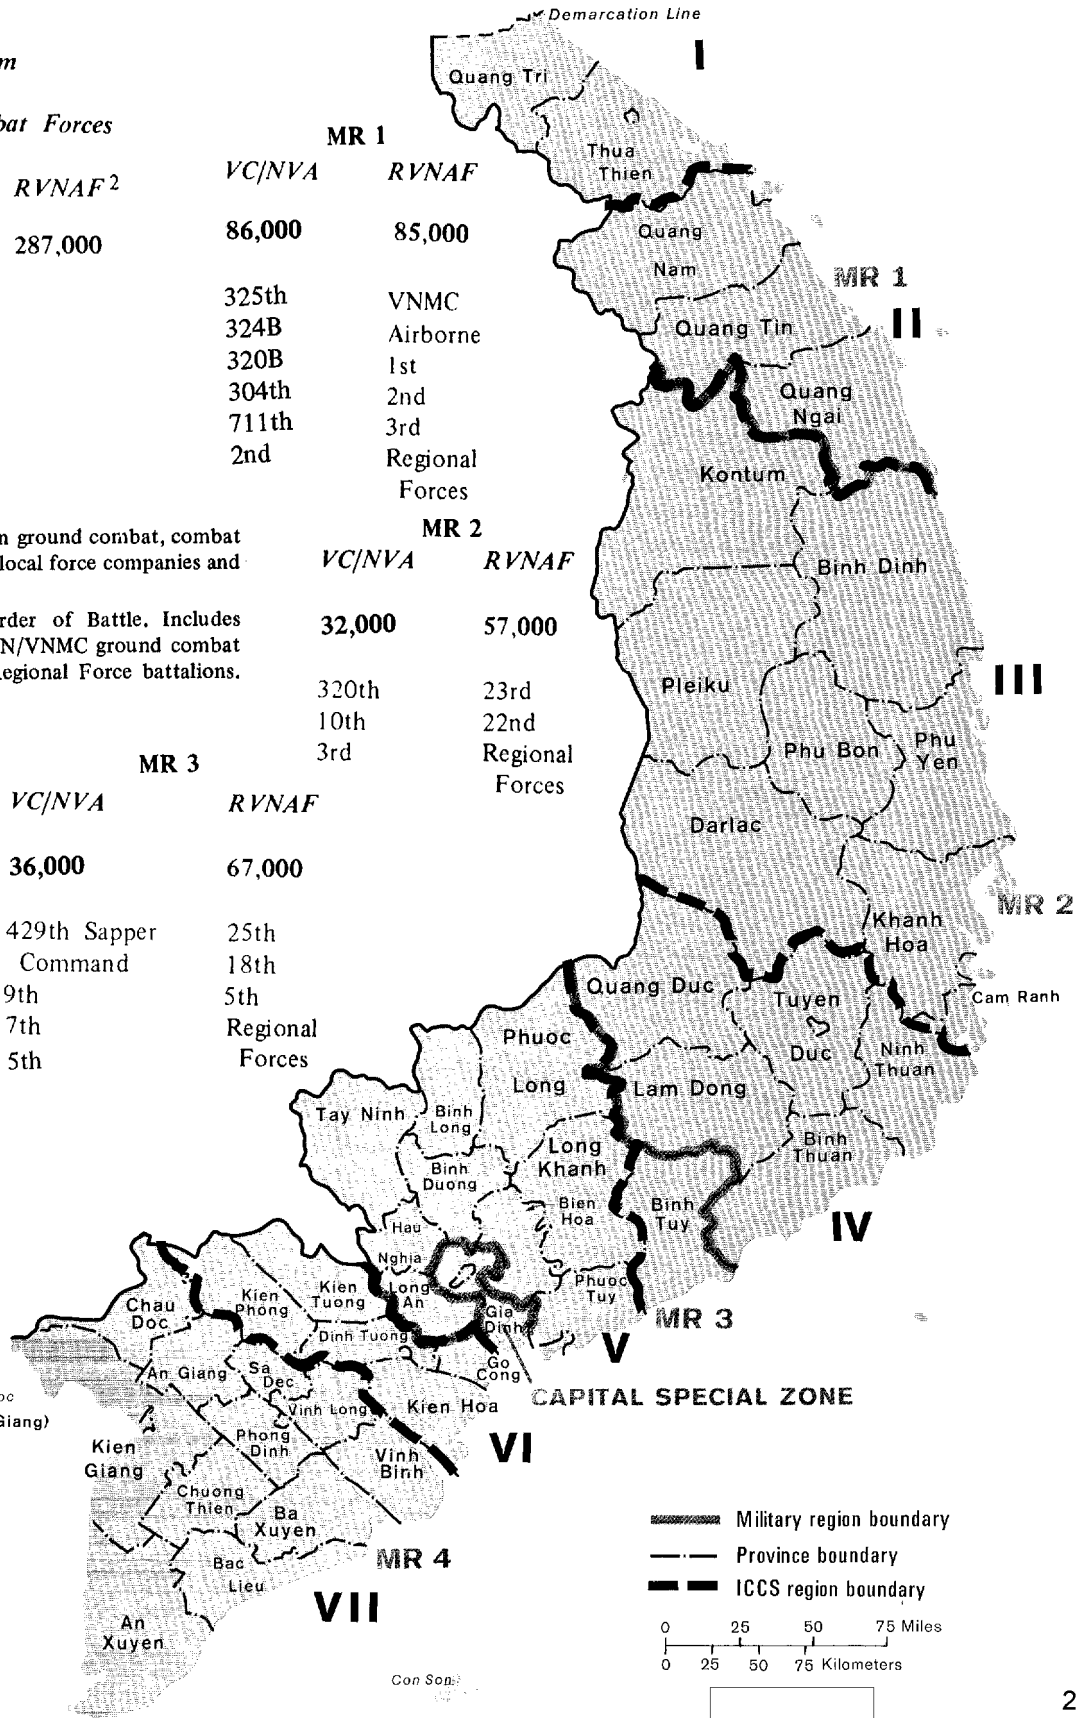 Demarcation Line
m
bat Forces
RVNAF2
287,000
MR 1
VC/NVA RVNAF
86,000 85,000
325th VNMC
324B Airborne
320B 1st
304th 2nd
711th 3rd
2nd Regional
Forces
n ground combat, combat
local force companies and
rder of Battle. Includes
N/VNMC ground combat
egional Force battalions.
MR 2
VC/NVA RVNAF
32,000 57,000
320th 23rd
10th 22nd
3rd Regional
Forces
MR 3
VC/NVA RVNAF
36,000 67,000
429th Sapper 25th
Command 18th
9th 5th
7th Regional
5th Forces
I
Quang Tri
Thua
Thien
Quang
Nam
MR 1
II
Quang Tin
Quang
Ngai
Kontum
Binh Dinh
III
Pleiku
Phu Bon
Phu
Yen
Darlac
MR 2
Khanh
Hoa
Cam Ranh
Quang Duc
Tuyen
Duc
Ninh
Thuan
Phuoc
Long
Lam Dong
Tay Ninh
Binh
Long
Long
Khanh
Binh
Thuan
Binh
Duong
Bien
Hoa
Binh
Tuy
IV
Hau
Nghia
Phuoc
Tuy
MR 3
Long
An
Gia
Dinh
V
Kien
Tuong
Kien
Phong
Chau
Doc
Dinh Tuong
Go
Cong
An Giang
Sa
Dec
CAPITAL SPECIAL ZONE
oc
Giang)
Vinh Long
Kien Hoa
VI
Kien
Giang
Phong
Dinh
Vinh
Binh
Chuong
Thien
Ba
Xuyen
MR 4
Bac
Lieu
VII
An
Xuyen
Con Son
Military region boundary
Province boundary
ICCS region boundary
0 25 50 75 Miles
0 25 50 75 Kilometers
2